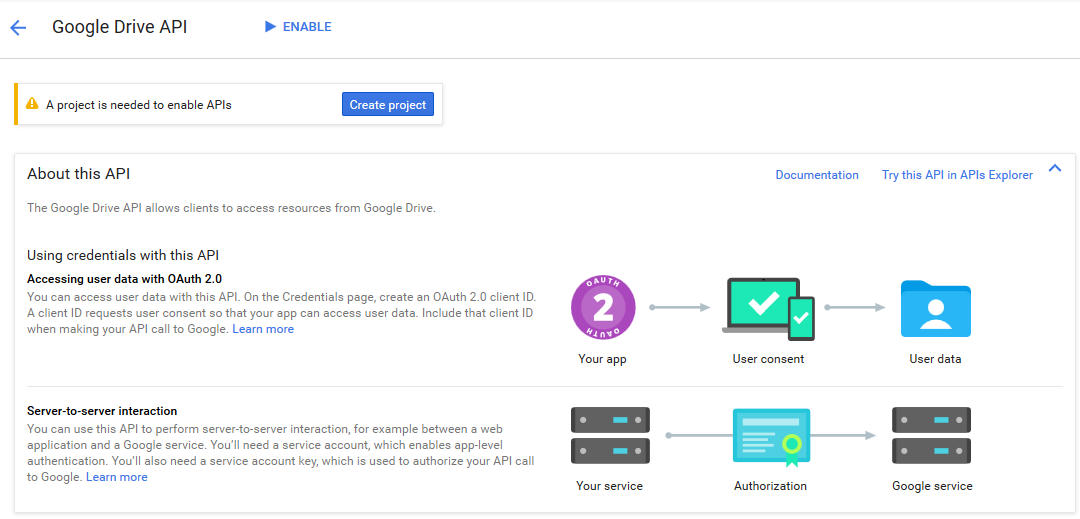 Google Drive API
ENABLE
A project is needed to enable APIs
Create project
About this API
Documentation
Try this API in APIs Explorer
The Google Drive API allows clients to access resources from Google Drive.
Using credentials with this API
Accessing user data with OAuth 2.0
You can access user data with this API. On the Credentials page, create an OAuth 2.0 client ID.
A client ID requests user consent so that your app can access user data. Include that client ID
when making your API call to Google. Learn more
OAUTH
2
OAUTH
Your app
User consent
User data
Server-to-server interaction
You can use this API to perform server-to-server interaction, for example between a web
application and a Google service. You'll need a service account, which enables app-level
authentication. You'll also need a service account key, which is used to authorize your API call
to Google. Learn more
Your service
Authorization
Google service